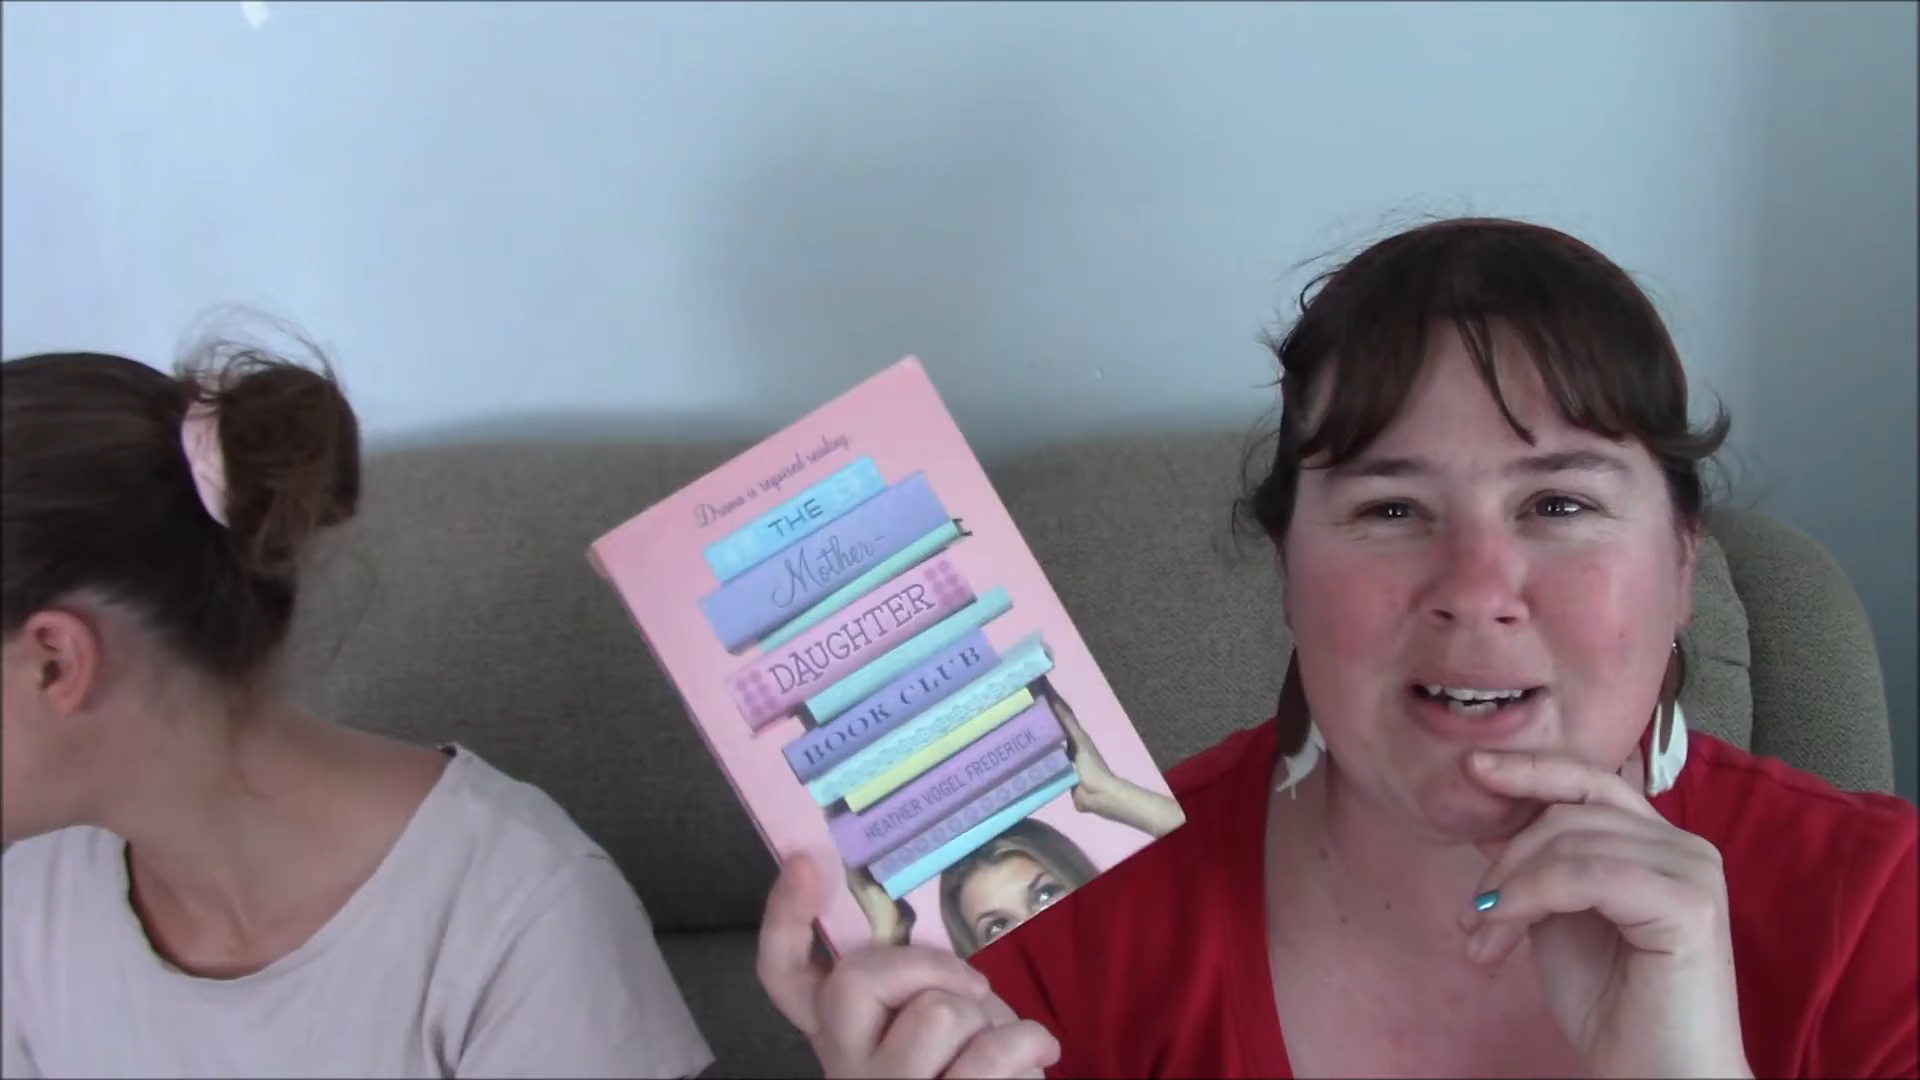 Drama is required reading.
THE
Mother-
DAUGHTER
BOOK CLUB
HEATHER VOGEL FREDERICK